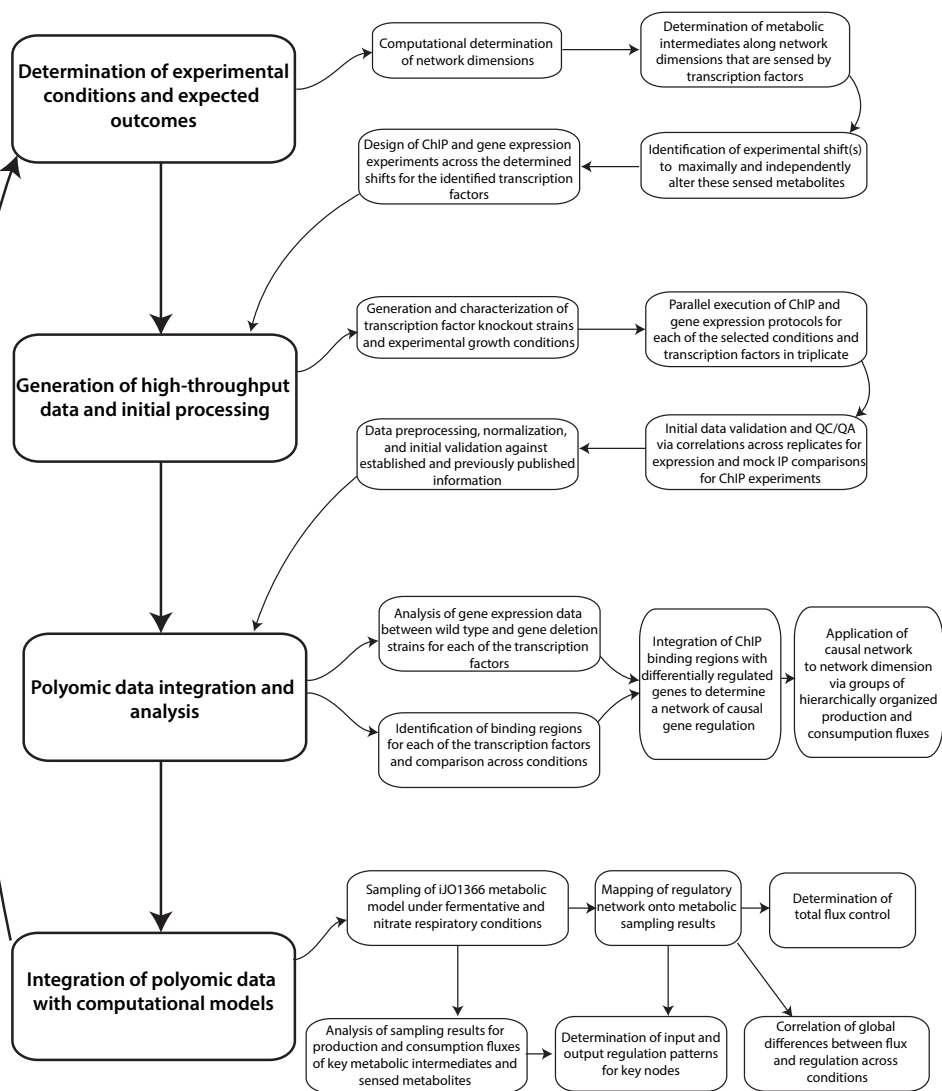 Determination of experimental
conditions and expected
outcomes
Computational determination
of network dimensions
Determination of metabolic
intermediates along network
dimensions that are sensed by
transcription factors
Identification of experimental shift(s)
to maximally and independently
alter these sensed metabolites
Design of ChIP and gene expression
experiments across the determined
shifts for the identified transcription
factors
Generation of high-throughput
data and initial processing
Generation and characterization of
transcription factor knockout strains
and experimental growth conditions
Parallel execution of ChIP and
gene expression protocols for
each of the selected conditions and
transcription factors in triplicate
Initial data validation and QC/QA
via correlations across replicates for
expression and mock IP comparisons
for ChIP experiments
Data preprocessing, normalization,
and initial validation against
established and previously published
information
Polyomic data integration and
analysis
Analysis of gene expression data
between wild type and gene deletion
strains for each of the transcription
factors
Identification of binding regions
for each of the transcription factors
and comparison across conditions
Integration of ChIP
binding regions with
differentially regulated
genes to determine
a network of causal
gene regulation
Application of
causal network
to network dimension
via groups of
hierarchically organized
production and
consumpution fluxes
Integration of polyomic data
with computational models
Sampling of iJO1366 metabolic
model under fermentative and
nitrate respiratory conditions
Mapping of regulatory
network onto metabolic
sampling results
Determination of
total flux control
Analysis of sampling results for
production and consumption fluxes
of key metabolic intermediates and
sensed metabolites
Determination of input and
output regulation patterns
for key nodes
Correlation of global
differences between flux
and regulation across
conditions